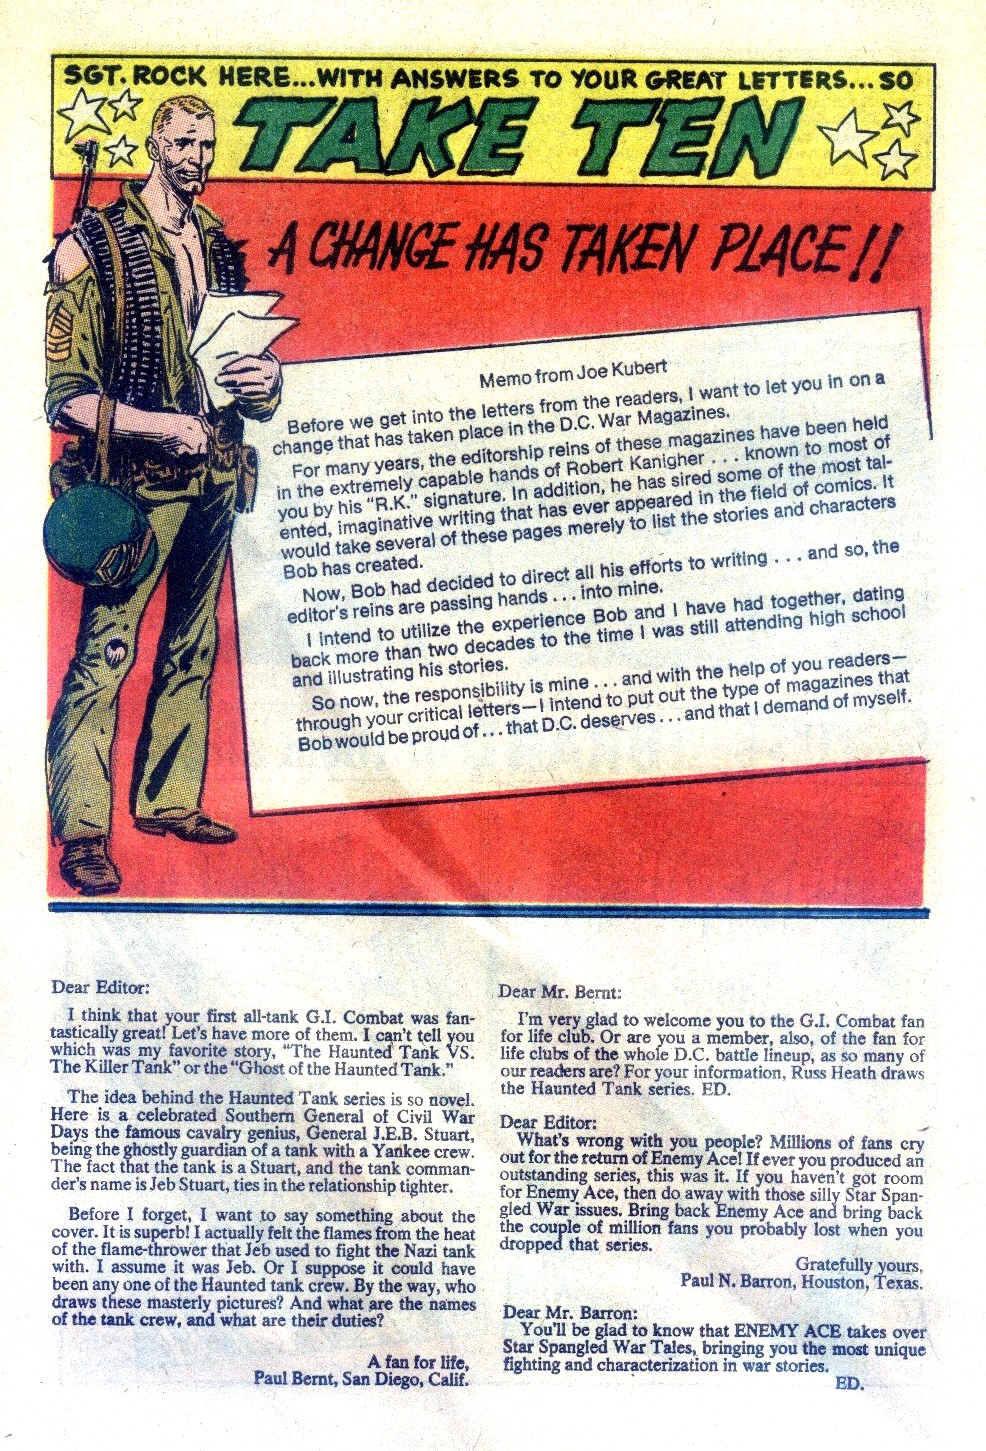 SGT. ROCK HERE...WITH ANSWERS TO YOUR GREAT LETTERS...SO
TAKE TEN
A CHANGE HAS TAKEN PLACE!!
Memo from Joe Kubert
Before we get into the letters from the readers, I want to let you in on a
change that has taken place in the D.C. War Magazines.
For many years, the editorship reins of these magazines have been held
in the extremely capable hands of Robert Kanigher . . . known to most of
you by his "R.K." signature. In addition, he has sired some of the most tal-
ented, imaginative writing that has ever appeared in the field of comics. It
would take several of these pages merely to list the stories and characters
Bob has created.
Now, Bob had decided to direct all his efforts to writing . . . and so, the
editor's reins are passing hands . . . into mine.
I intend to utilize the experience Bob and I have had together, dating
back more than two decades to the time I was still attending high school
and illustrating his stories.
So now, the responsibility is mine . . . and with the help of you readers—
through your critical letters—I intend to put out the type of magazines that
Bob would be proud of . . . that D.C. deserves . . . and that I demand of myself.
Dear Editor:
I think that your first all-tank G.I. Combat was fan-
tastically great! Let's have more of them. I can't tell you
which was my favorite story, "The Haunted Tank VS.
The Killer Tank" or the "Ghost of the Haunted Tank."
The idea behind the Haunted Tank series is so novel.
Here is a celebrated Southern General of Civil War
Days the famous cavalry genius, General J.E.B. Stuart,
being the ghostly guardian of a tank with a Yankee crew.
The fact that the tank is a Stuart, and the tank comman-
der's name is Jeb Stuart, ties in the relationship tighter.
Before I forget, I want to say something about the
cover. It is superb! I actually felt the flames from the heat
of the flame-thrower that Jeb used to fight the Nazi tank
with. I assume it was Jeb. Or I suppose it could have
been any one of the Haunted tank crew. By the way, who
draws these masterly pictures? And what are the names
of the tank crew, and what are their duties?
A fan for life,
Paul Bernt, San Diego, Calif.
Dear Mr. Bernt:
I'm very glad to welcome you to the G.I. Combat fan
for life club. Or are you a member, also, of the fan for
life clubs of the whole D.C. battle lineup, as so many of
our readers are? For your information, Russ Heath draws
the Haunted Tank series. ED.
Dear Editor:
What's wrong with you people? Millions of fans cry
out for the return of Enemy Ace! If ever you produced an
outstanding series, this was it. If you haven't got room
for Enemy Ace, then do away with those silly Star Span-
gled War issues. Bring back Enemy Ace and bring back
the couple of million fans you probably lost when you
dropped that series.
Gratefully yours,
Paul N. Barron, Houston, Texas.
Dear Mr. Barron:
You'll be glad to know that ENEMY ACE takes over
Star Spangled War Tales, bringing you the most unique
fighting and characterization in war stories.
ED.